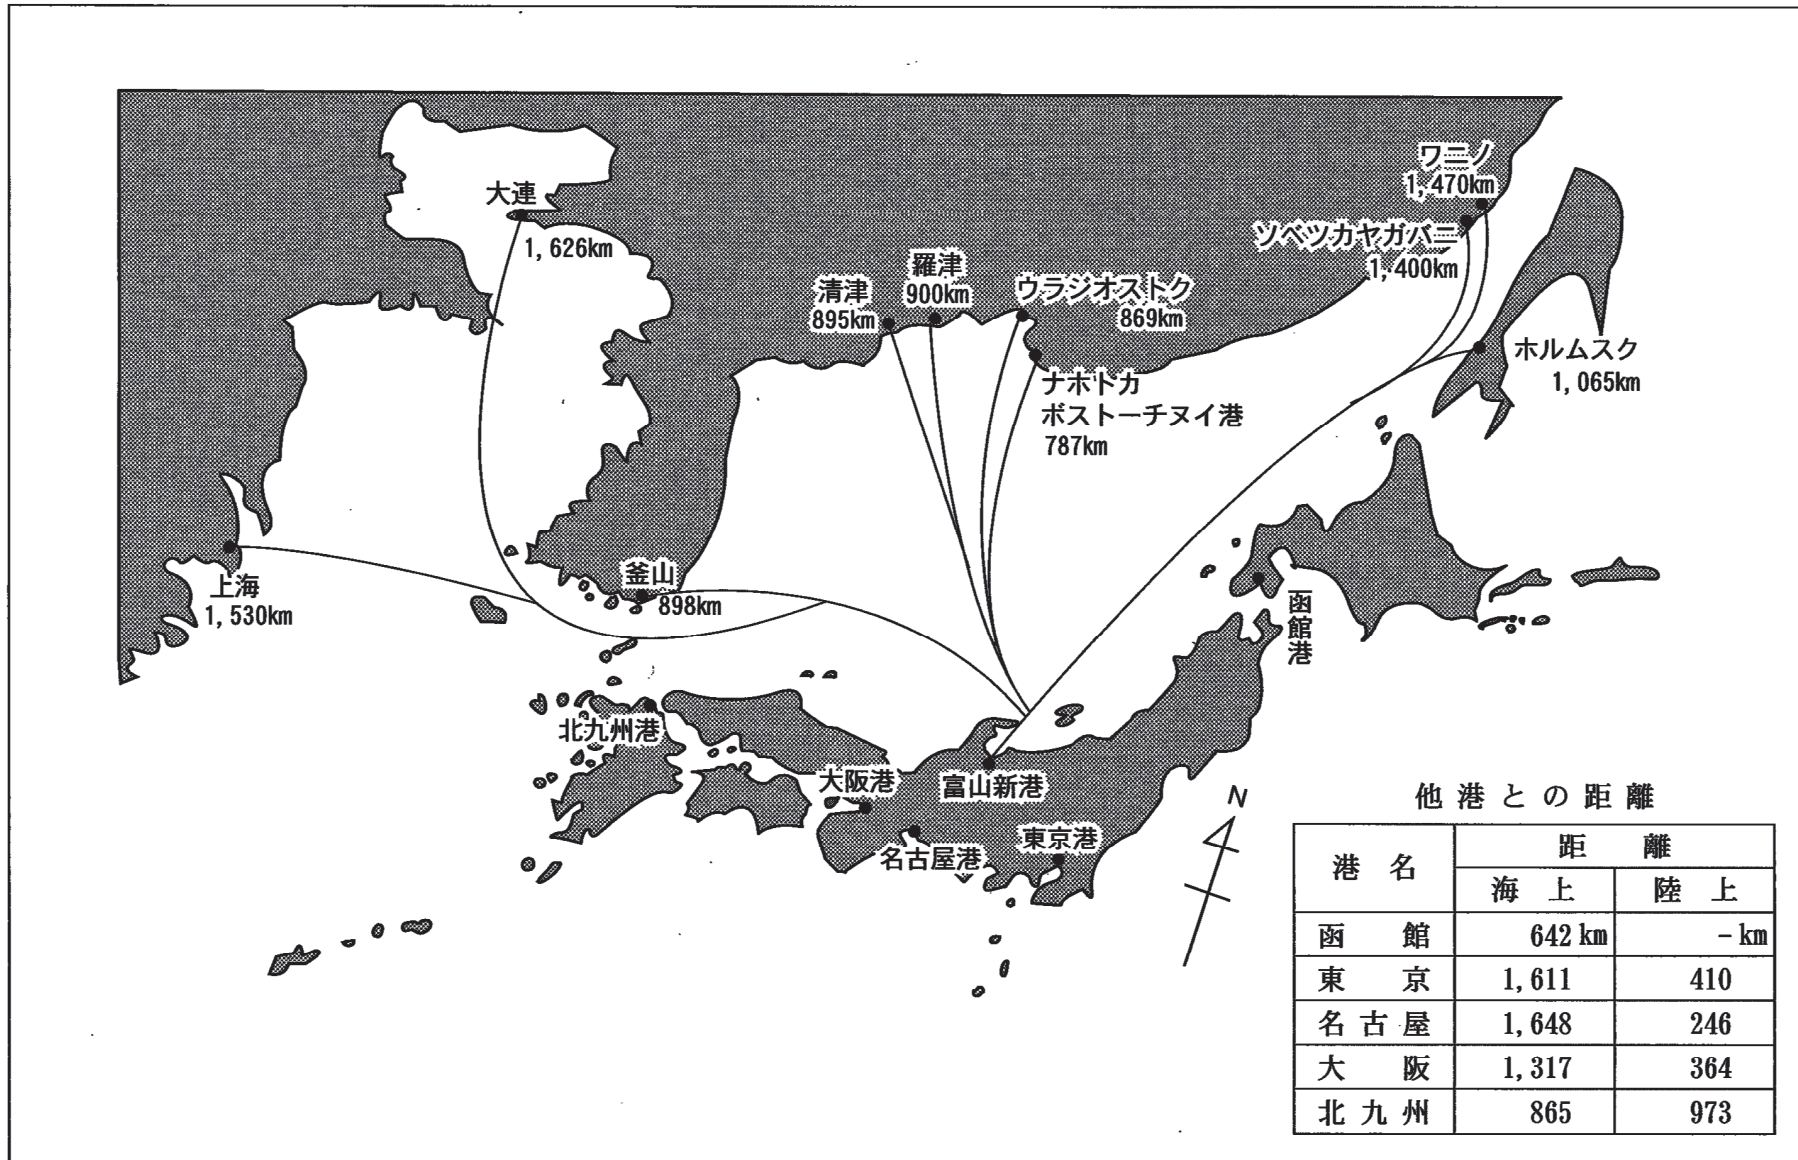 大連
1,626km
ワニノ
1,470km
ソベツカヤガバニ
1,400km
羅津
900km
清津
895km
ウラジオストク
869km
ホルムスク
1,065km
ナホトカ
ボストーチヌイ港
787km
上海
1,530km
釜山
898km
函館港
北九州港
大阪港
富山新港
名古屋港
東京港
N
他港との距離
港名 距離
海上 陸上
函館 642km -km
東京 1,611 410
名古屋 1,648 246
大阪 1,317 364
北九州 865 973